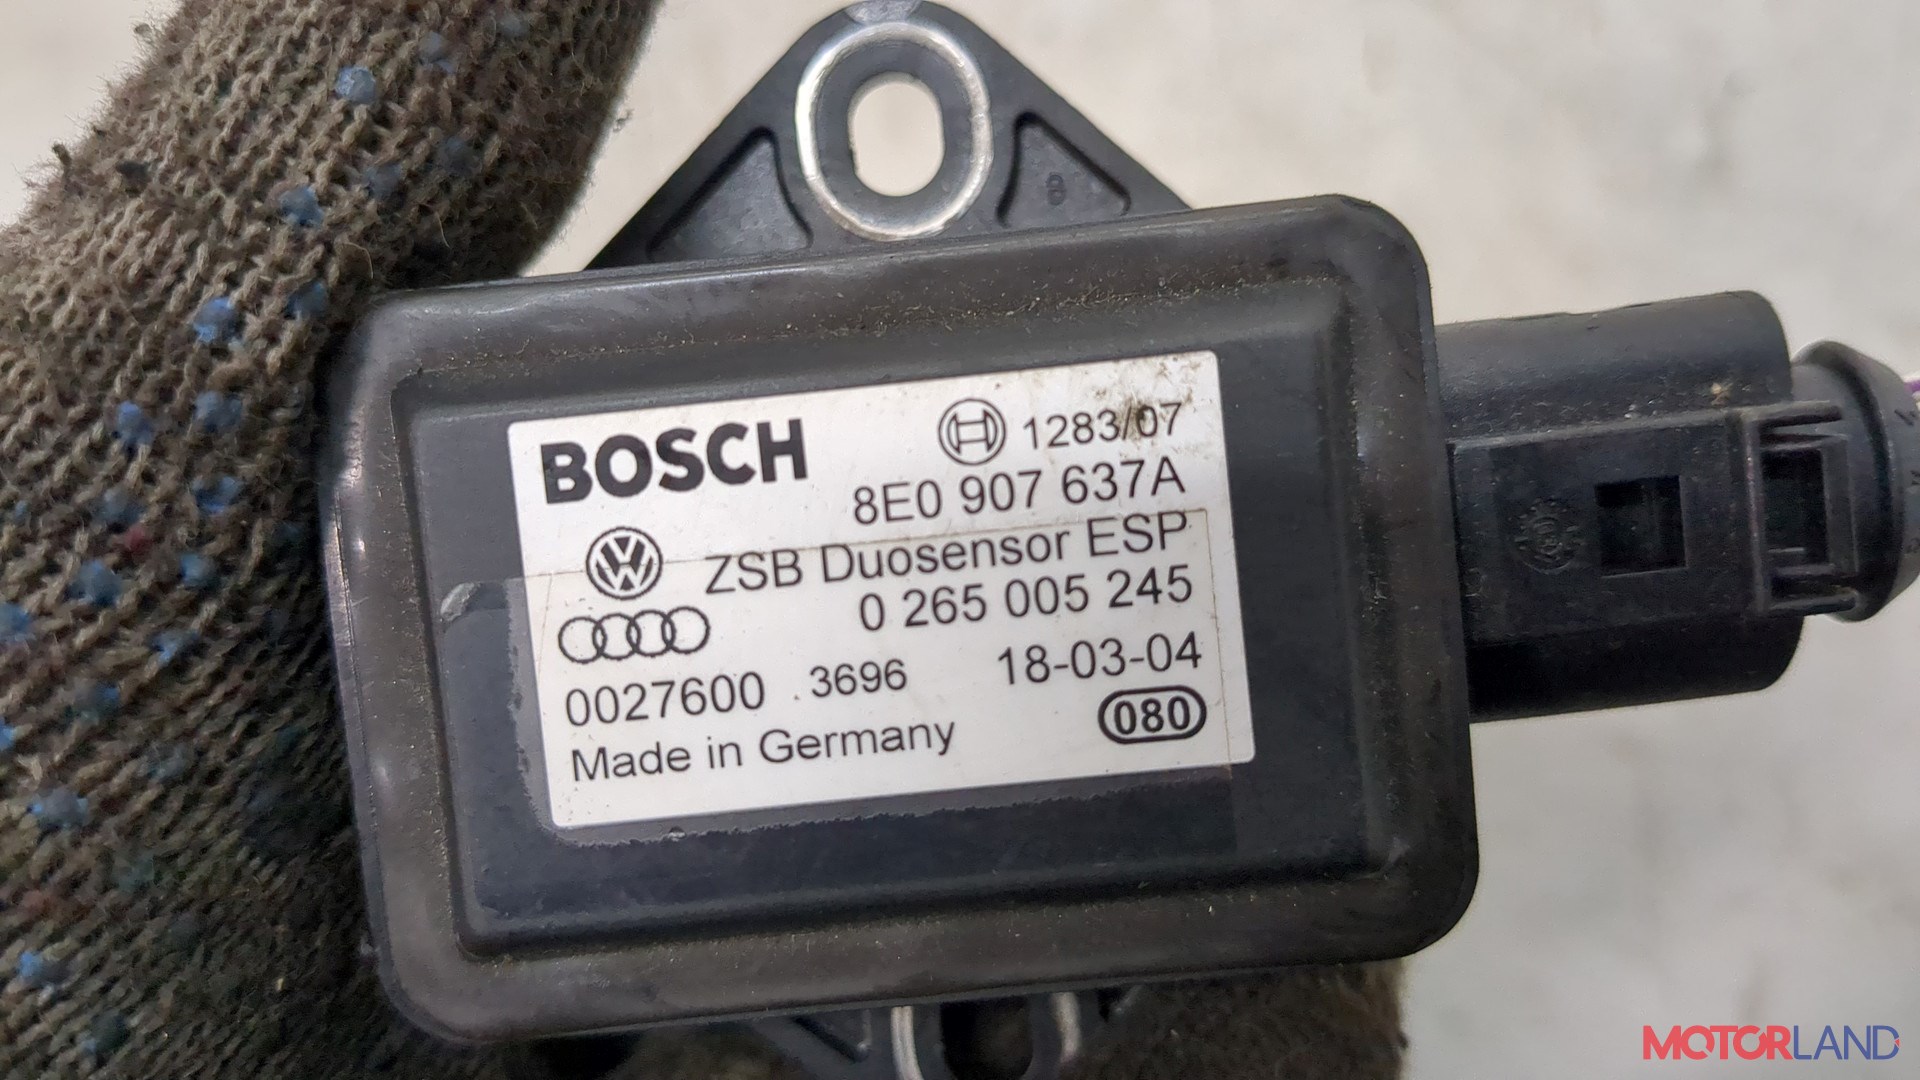 BOSCH 1283/07
8E0 907 637A
ZSB Duosensor ESP
0 265 005 245
0027600 .3696 18-03-04
Made in Germany 080
8
MOTORLAND